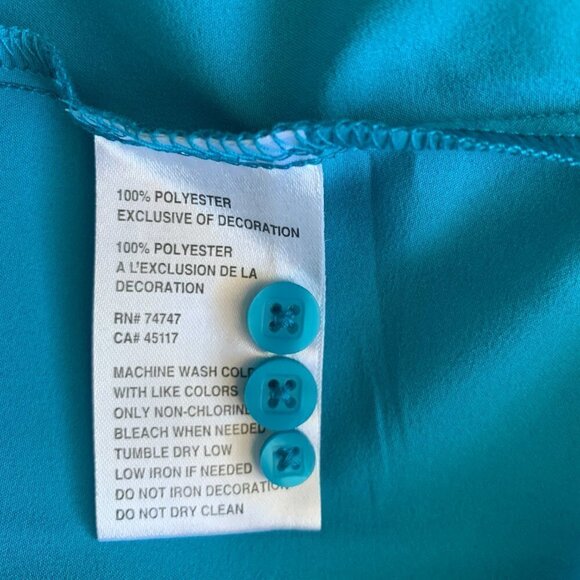 100% POLYESTER
EXCLUSIVE OF DECORATION
100% POLYESTER
A L'EXCLUSION DE LA
DECORATION
RN# 74747
CA# 45117
MACHINE WASH COLD
WITH LIKE COLORS
ONLY NON-CHLORINE
BLEACH WHEN NEEDED
TUMBLE DRY LOW
LOW IRON IF NEEDED
DO NOT IRON DECORATION
DO NOT DRY CLEAN